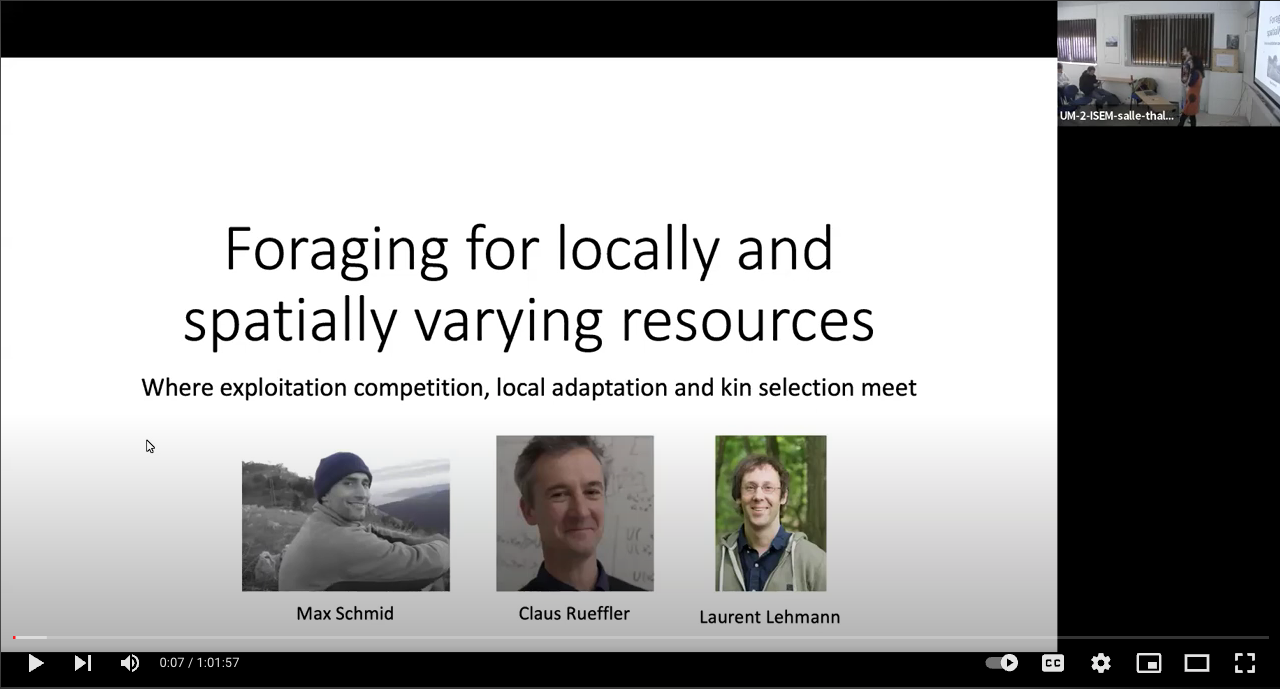 UM-2-ISEM-salle-thal...
Foraging for locally and
spatially varying resources
Where exploitation competition, local adaptation and kin selection meet
Max Schmid
Claus Rueffler
Laurent Lehmann
0:07 / 1:01:57
CC